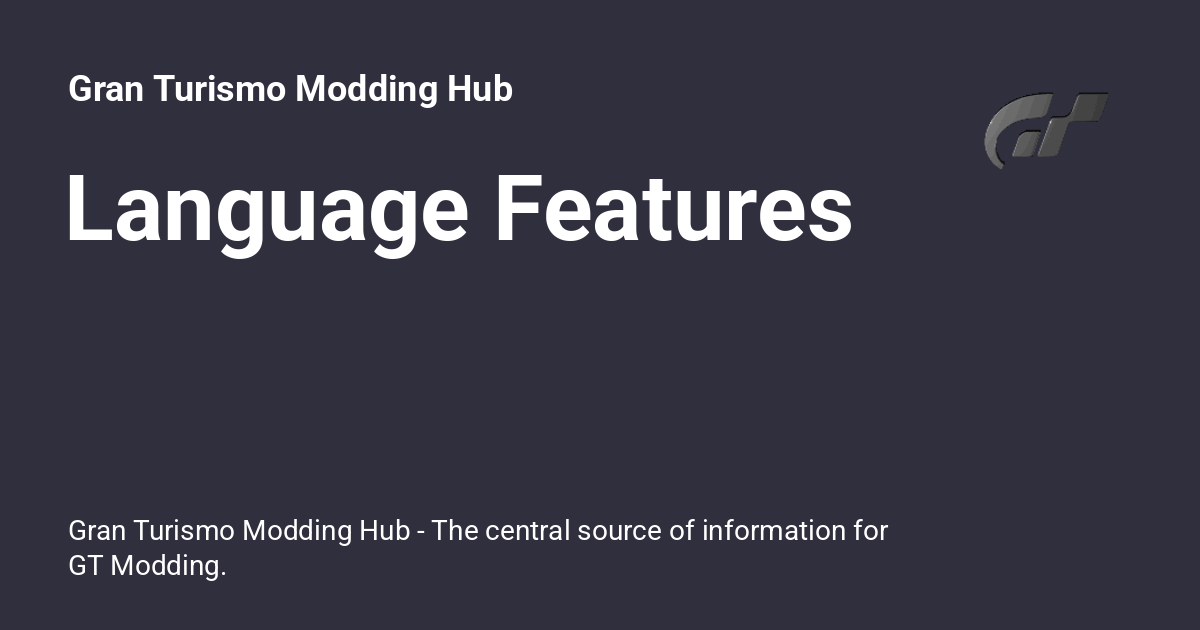 Gran Turismo Modding Hub
Language Features
Gran Turismo Modding Hub - The central source of information for
GT Modding.